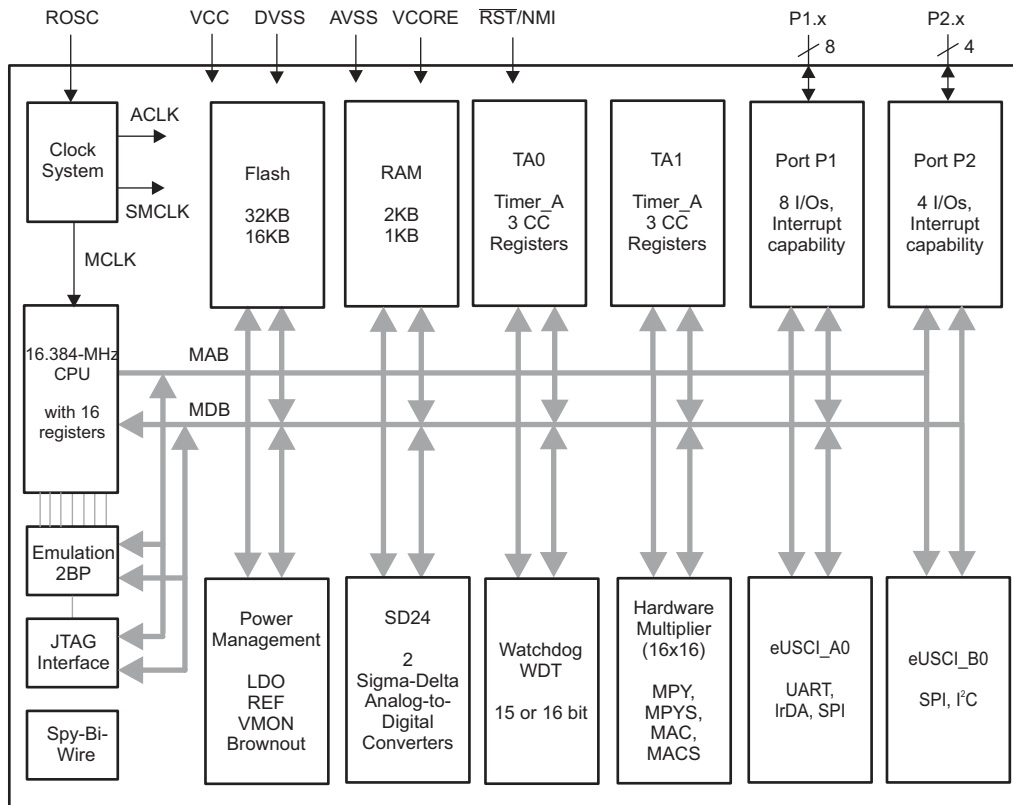 ROSC
VCC
DVSS
AVSS
VCORE
RST/NMI
P1.x
P2.x
8
4
Clock
System
ACLK
SMCLK
MCLK
Flash
32KB
16KB
RAM
2KB
1KB
TA0
Timer_A
3 CC
Registers
TA1
Timer_A
3 CC
Registers
Port P1
8 I/Os,
Interrupt
capability
Port P2
4 I/Os,
Interrupt
capability
16.384-MHz
CPU
with 16
registers
MAB
MDB
Emulation
2BP
JTAG
Interface
Spy-Bi-
Wire
Power
Management
LDO
REF
VMON
Brownout
SD24
2
Sigma-Delta
Analog-to-
Digital
Converters
Watchdog
WDT
15 or 16 bit
Hardware
Multiplier
(16x16)
MPY,
MPYS,
MAC,
MACS
eUSCI_A0
UART,
IrDA, SPI
eUSCI_B0
SPI, I²C